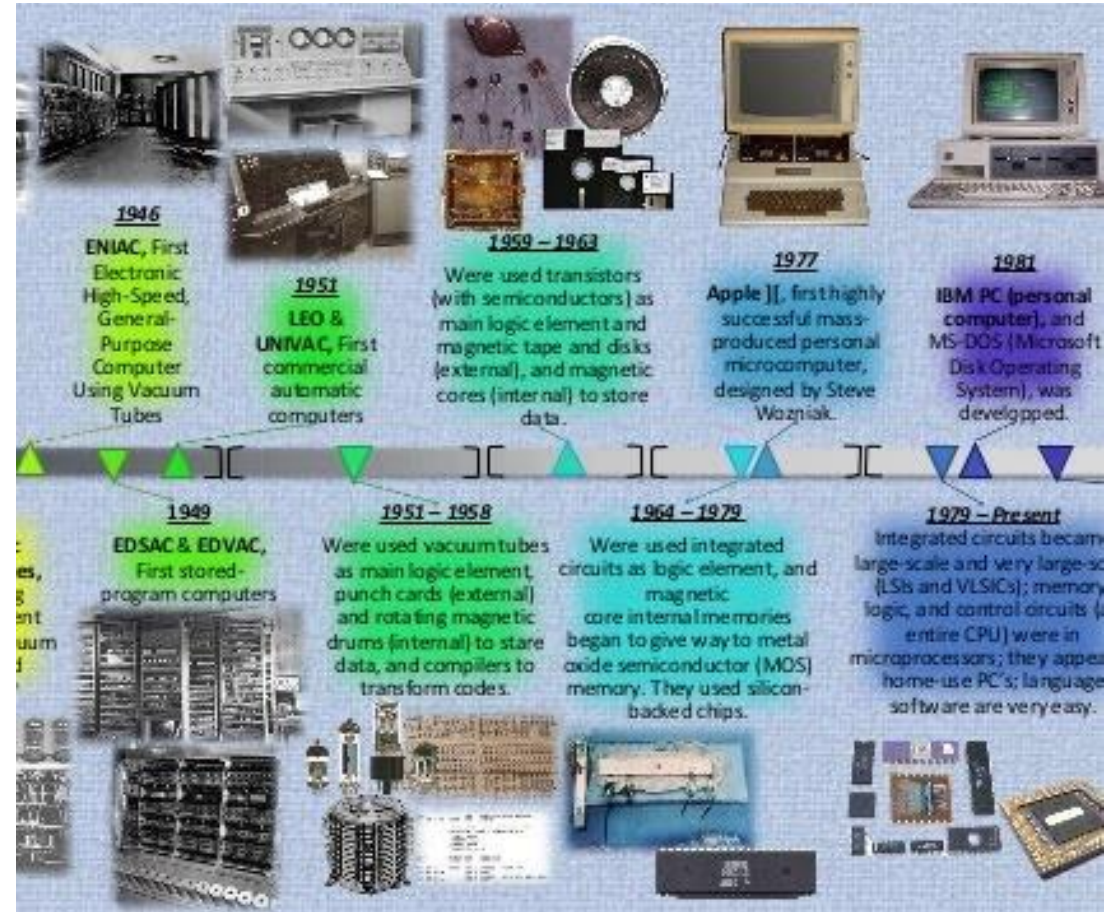 1946
ENIAC, First
Electronic
High-Speed,
General-
Purpose
Computer
Using Vacuum
Tubes
1951
LEO &
UNIVAC, First
commercial
automatic
computers
1959 – 1963
Were used transistors
(with semiconductors) as
main logic element and
magnetic tape and disks
(external), and magnetic
cores (internal) to store
data.
1977
Apple ][, first highly
successful mass-
produced personal
microcomputer,
designed by Steve
Wozniak.
1981
IBM PC (personal
computer), and
MS-DOS (Microsoft
Disk Operating
System), was
developped.
1949
EDSAC & EDVAC,
First stored-
program computers
1951 – 1958
Were used vacuum tubes
as main logic element,
punch cards (external)
and rotating magnetic
drums (internal) to stare
data, and compilers to
transform codes.
1964 – 1979
Were used integrated
circuits as logic element, and
magnetic
core internal memories
began to give way to metal
oxide semiconductor (MOS)
memory. They used silicon-
backed chips.
1979 – Present
Integrated circuits became
large-scale and very large-sc
(LSIs and VLSICs); memory
logic, and control circuits (a
entire CPU) were in
microprocessors; they appea
home-use PC's; language
software are very easy.